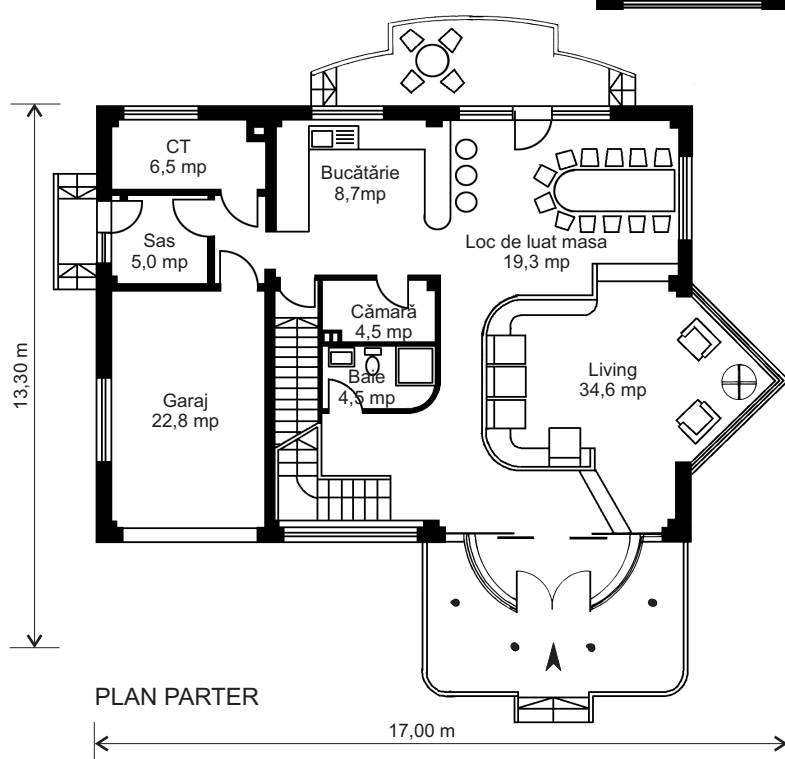 CT
6,5 mp
Bucătărie
8,7mp
Sas
5,0 mp
Loc de luat masa
19,3 mp
Cămară
4,5 mp
Living
34,6 mp
Baie
4,5 mp
Garaj
22,8 mp
13,30 m
PLAN PARTER
17,00 m